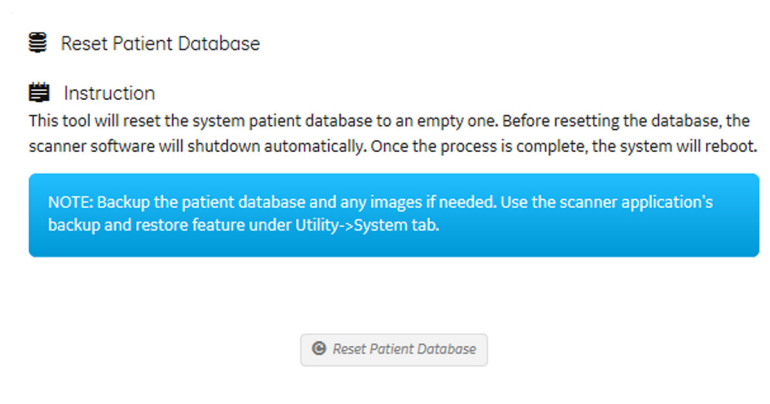 Reset Patient Database
Instruction
This tool will reset the system patient database to an empty one. Before resetting the database, the
scanner software will shutdown automatically. Once the process is complete, the system will reboot.
NOTE: Backup the patient database and any images if needed. Use the scanner application's
backup and restore feature under Utility->System tab.
Reset Patient Database